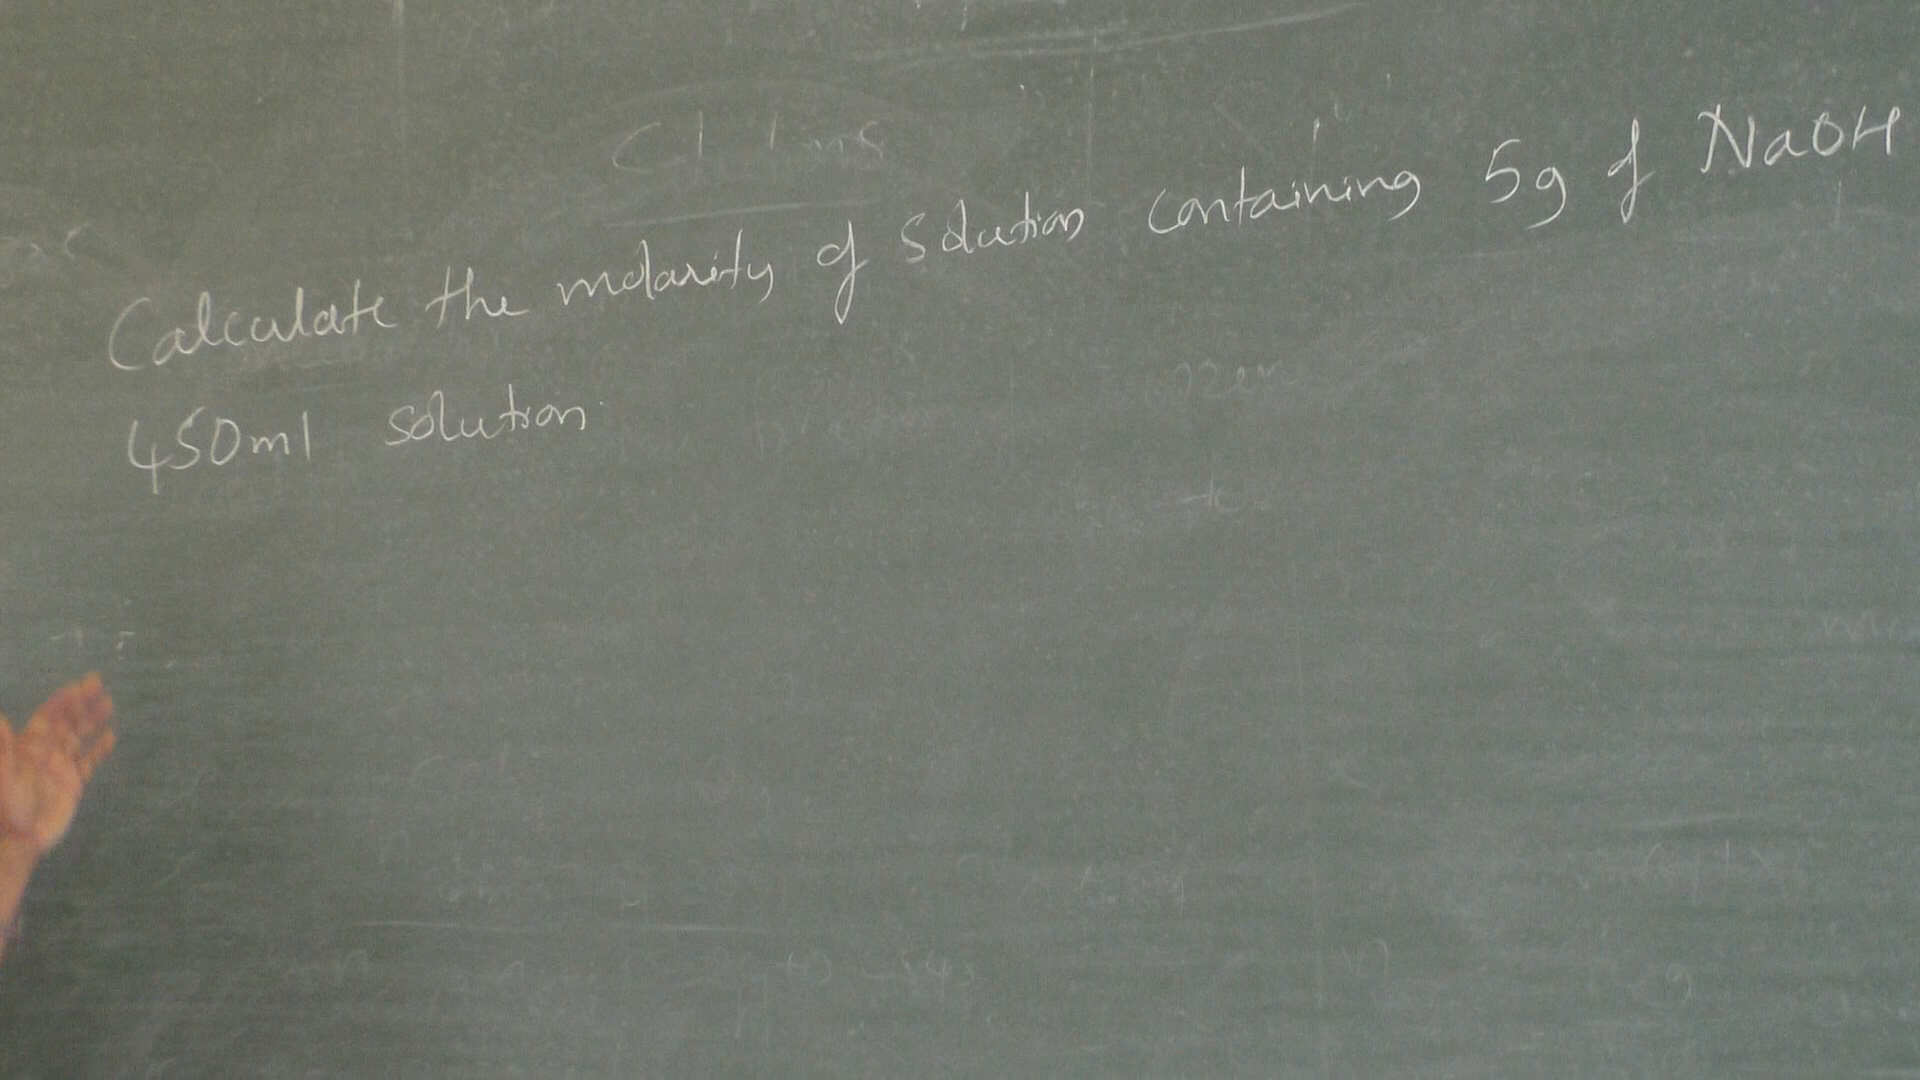 Calculate the molarity of solution containing 5g of NaOH
450ml solution.